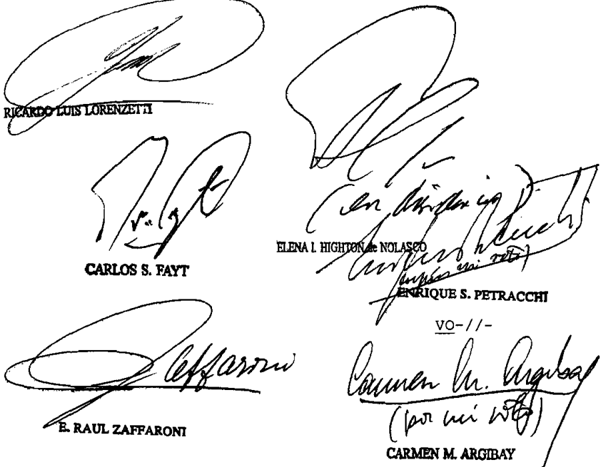 RICARDO LUIS LORENZETTI
(en disidencia)
ELENA I. HIGHTON de NOLASCO
CARLOS S. FAYT
(según mi voto)
ENRIQUE S. PETRACCHI
VO-//-
Zaffaroni
E. RAUL ZAFFARONI
Carmen M. Argibay
(por mi voto)
CARMEN M. ARGIBAY